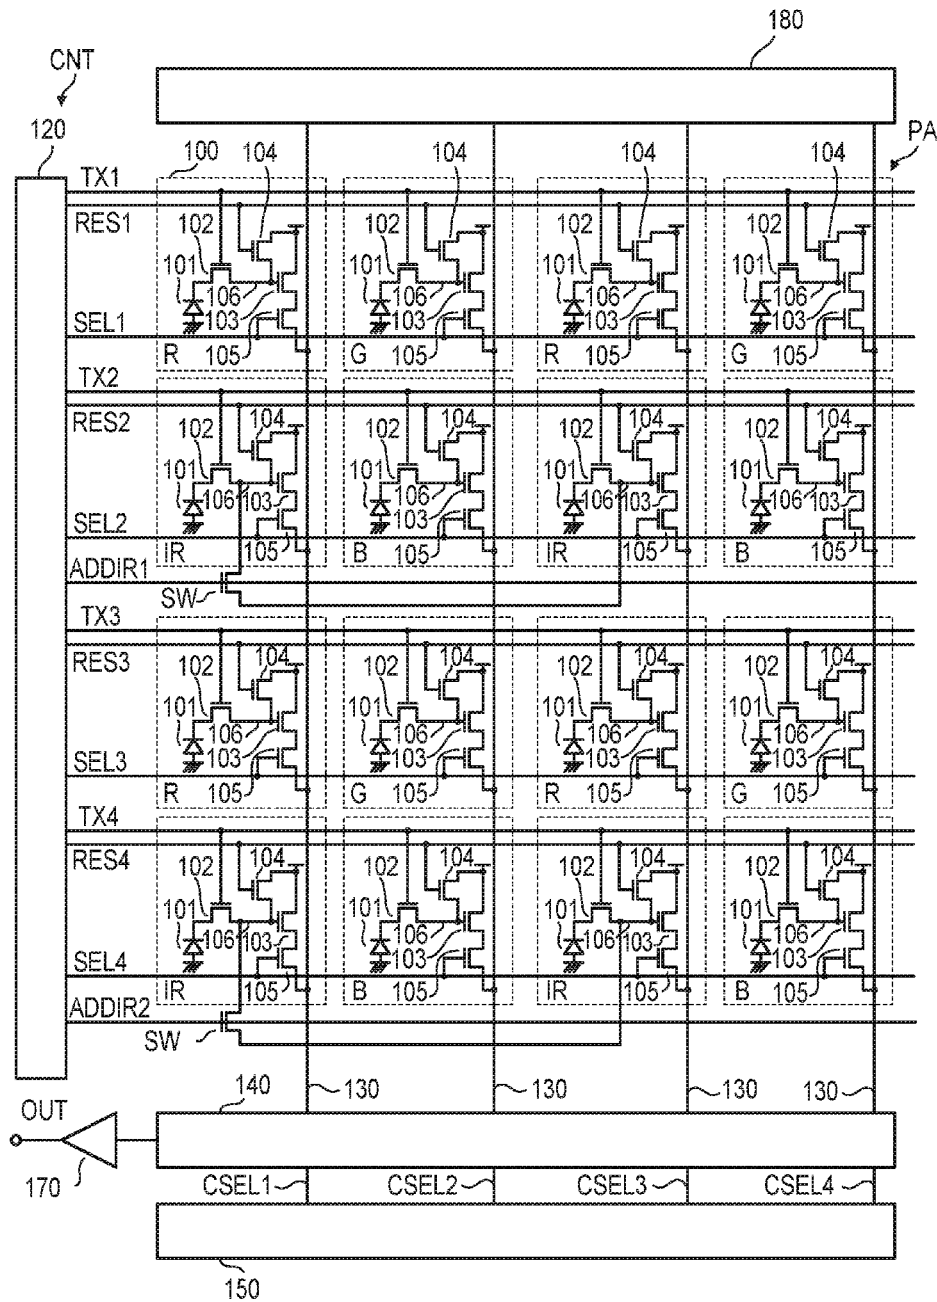 180
CNT
120
PA
TX1
100
104
104
104
104
RES1
102
102
102
102
101
101
101
101
106
106
106
106
SEL1
103
103
103
103
R
105
G
105
R
105
G
105
TX2
RES2
102
104
102
104
102
104
102
104
101
101
101
101
106
103
106
106
103
106
103
SEL2
103
IR
105
B
105
IR
105
B
105
ADDIR1
SW
TX3
RES3
102
104
102
104
102
104
102
104
101
101
101
101
106
106
106
106
SEL3
103
103
103
103
R
105
G
105
R
105
G
105
TX4
RES4
102
104
102
104
102
104
102
104
101
101
101
101
106
103
106
106
103
106
SEL4
103
103
IR
105
B
105
IR
105
B
105
ADDIR2
SW
140
130
130
130
130
OUT
170
CSEL1
CSEL2
CSEL3
CSEL4
150